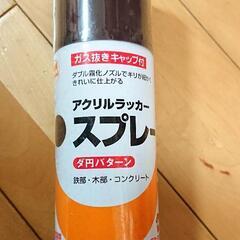 ガス抜きキャップ付
ダブル霧化ノズルでキリが細かく
きれいに仕上がる
アクリルラッカー
スプレー
ダ円パターン
鉄部・木部・コンクリート